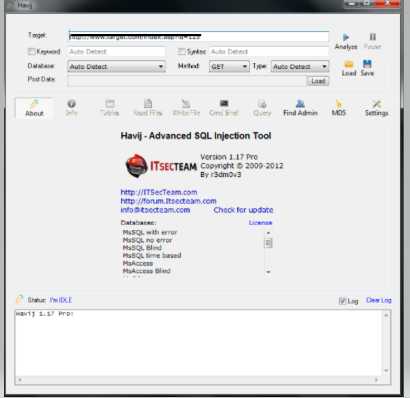 Havij
Target: http://www.target.com/index.asp?id=123
Keyword: Auto Detect Syntax: Auto Detect
Analyze Pause
Database: Auto Detect Method: GET Type: Auto Detect
Load Save
Post Data: Load
About Info Tables Read Files Write File Cmd Shell Query Find Admin MD5 Settings
Havij - Advanced SQL Injection Tool
ITSECTEAM
Version 1.17 Pro
Copyright © 2009-2012
By r3dm0v3
http://ITSecTeam.com
http://forum.itsecteam.com
info@itsecteam.com Check for update
Databases: License
MsSQL with error
MsSQL no error
MsSQL Blind
MsSQL time based
MsAccess
MsAccess Blind
Status: I'm IDLE Log Clear Log
Havij 1.17 Pro!